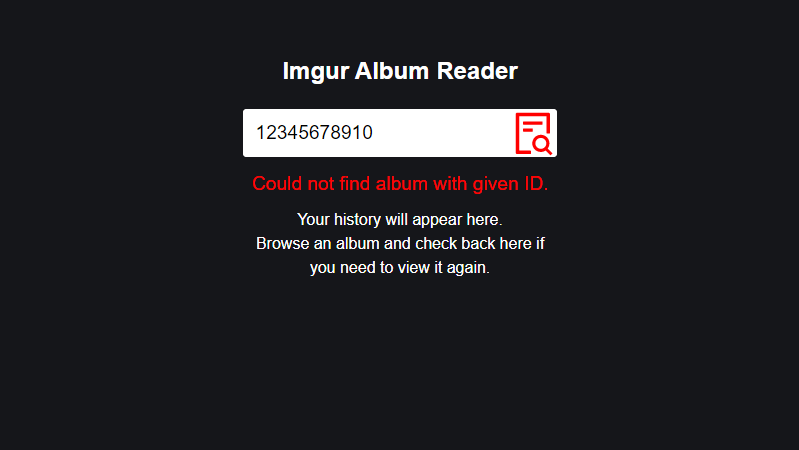 Imgur Album Reader
12345678910
Could not find album with given ID.
Your history will appear here.
Browse an album and check back here if
you need to view it again.